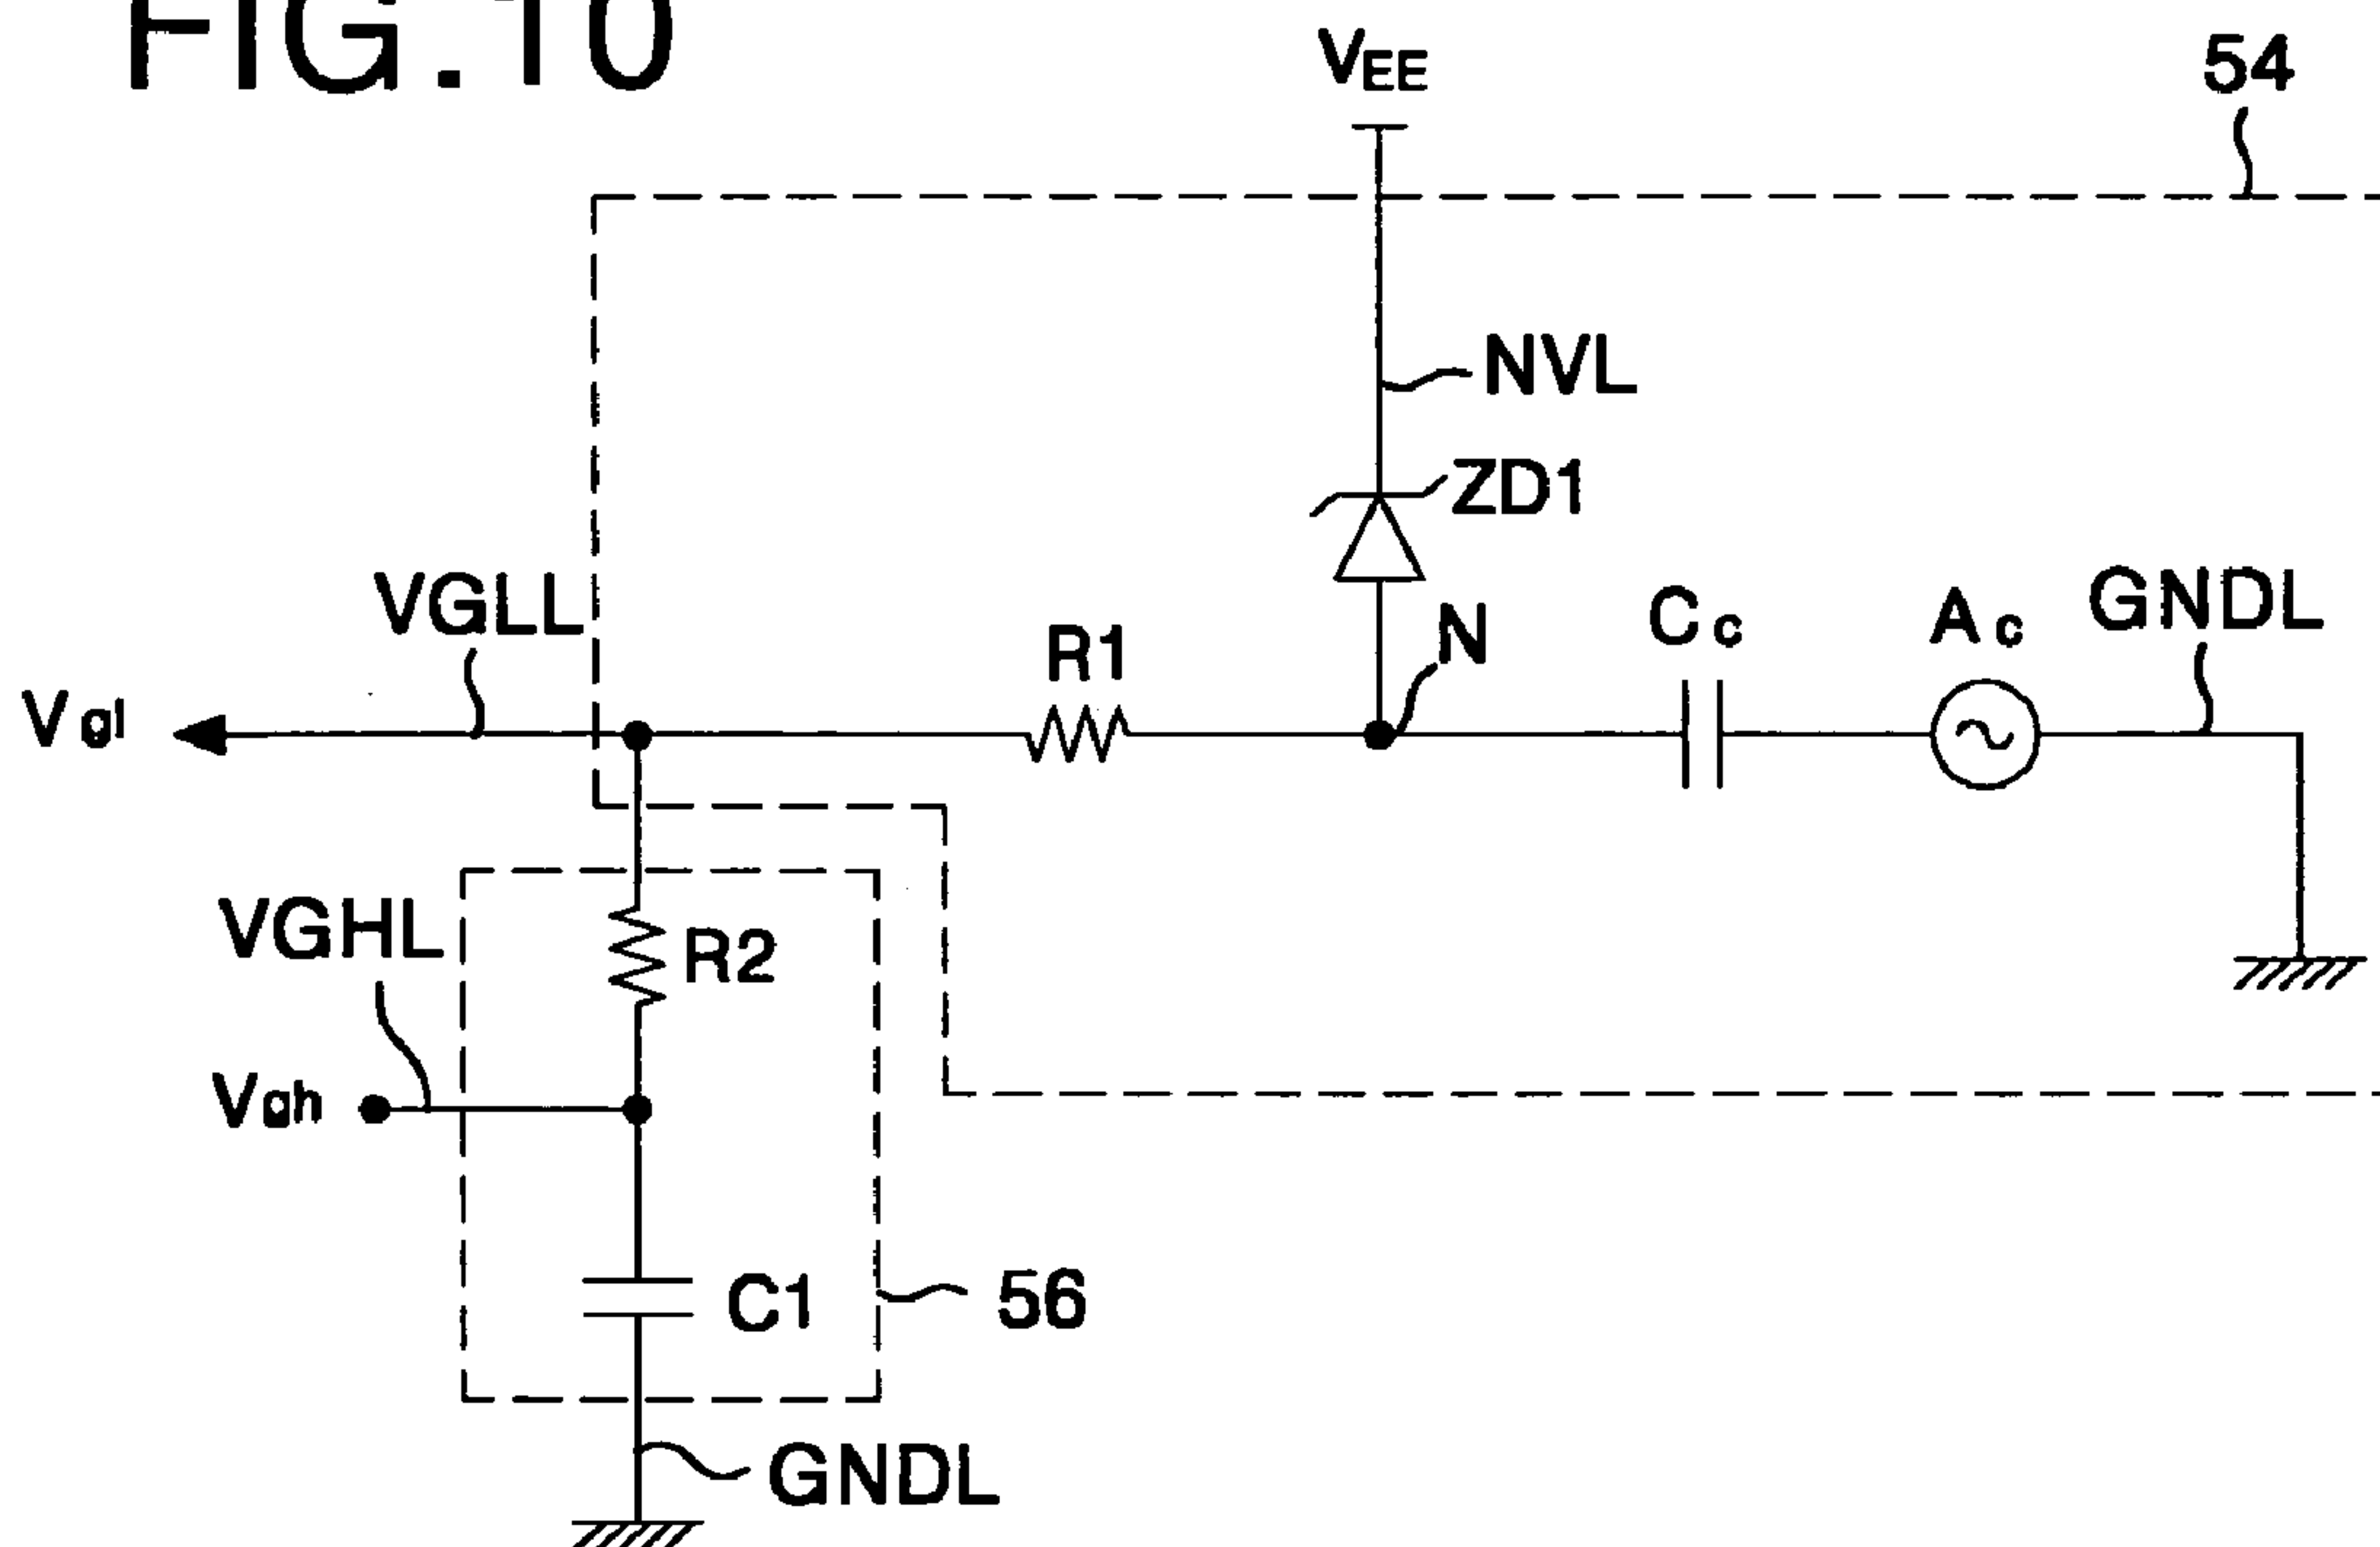 FIG.10
VEE
54
NVL
ZD1
VGLL
R1
N
Cc
Ac
GNDL
Vgl
VGHL
R2
Vgh
C1
56
GNDL